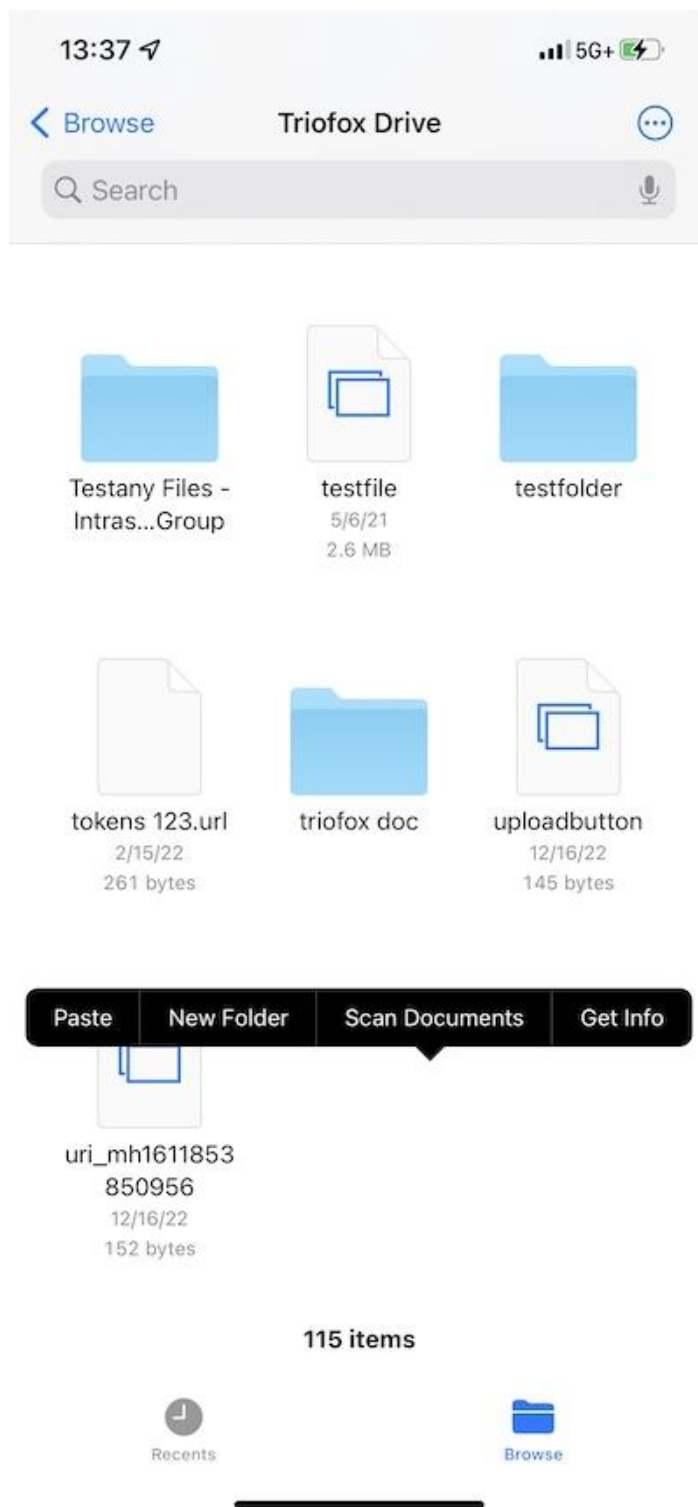 13:37
5G+
Browse
Triofox Drive
Search
Testany Files -
Intras...Group
testfile
5/6/21
2.6 MB
testfolder
tokens 123.url
2/15/22
261 bytes
triofox doc
uploadbutton
12/16/22
145 bytes
Paste
New Folder
Scan Documents
Get Info
uri_mh1611853
850956
12/16/22
152 bytes
115 items
Recents
Browse